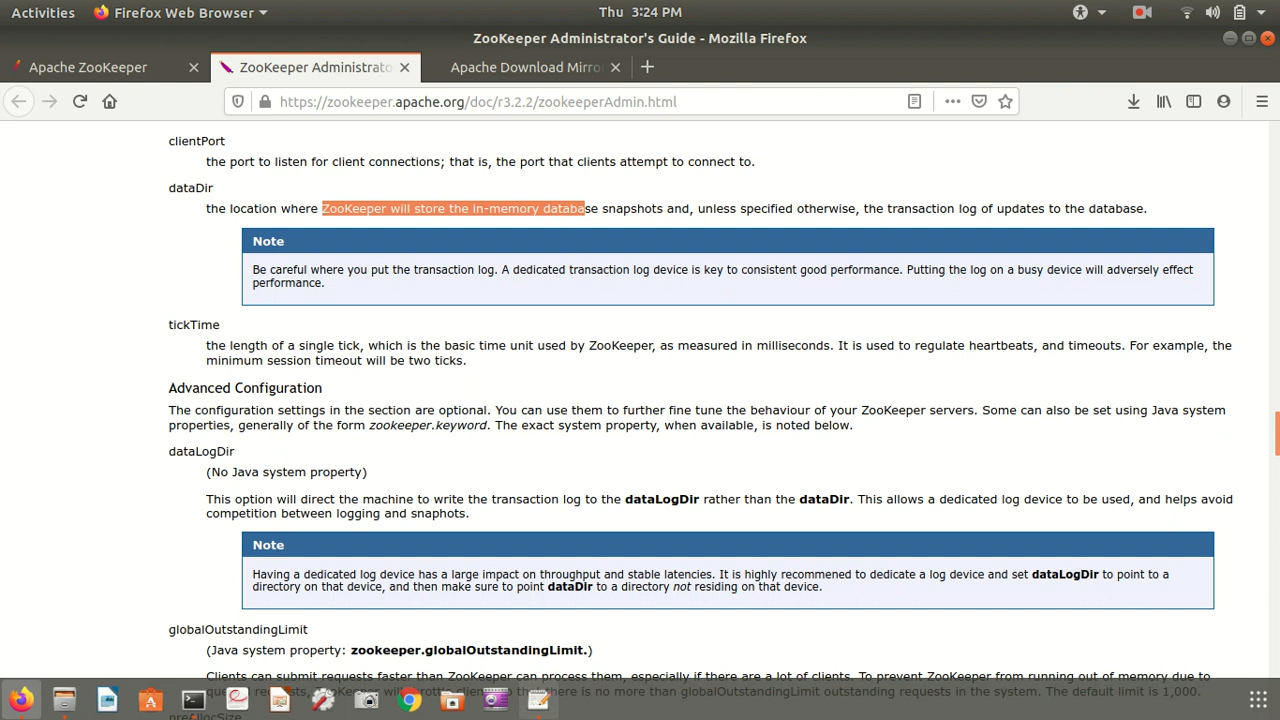 Activities Firefox Web Browser Thu 3:24 PM
ZooKeeper Administrator's Guide - Mozilla Firefox
Apache ZooKeeper ZooKeeper Administrato Apache Download Mirro
https://zookeeper.apache.org/doc/r3.2.2/zookeeperAdmin.html
clientPort
the port to listen for client connections; that is, the port that clients attempt to connect to.
dataDir
the location where ZooKeeper will store the in-memory database snapshots and, unless specified otherwise, the transaction log of updates to the database.
Note
Be careful where you put the transaction log. A dedicated transaction log device is key to consistent good performance. Putting the log on a busy device will adversely effect
performance.
tickTime
the length of a single tick, which is the basic time unit used by ZooKeeper, as measured in milliseconds. It is used to regulate heartbeats, and timeouts. For example, the
minimum session timeout will be two ticks.
Advanced Configuration
The configuration settings in the section are optional. You can use them to further fine tune the behaviour of your ZooKeeper servers. Some can also be set using Java system
properties, generally of the form zookeeper.keyword. The exact system property, when available, is noted below.
dataLogDir
(No Java system property)
This option will direct the machine to write the transaction log to the dataLogDir rather than the dataDir. This allows a dedicated log device to be used, and helps avoid
competition between logging and snaphots.
Note
Having a dedicated log device has a large impact on throughput and stable latencies. It is highly recommened to dedicate a log device and set dataLogDir to point to a
directory on that device, and then make sure to point dataDir to a directory not residing on that device.
globalOutstandingLimit
(Java system property: zookeeper.globalOutstandingLimit.)
Clients can submit requests faster than ZooKeeper can process them, especially if there are a lot of clients. To prevent ZooKeeper from running out of memory due to
there is no more than globalOutstandingLimit outstanding requests in the system. The default limit is 1,000.
preAllocSize